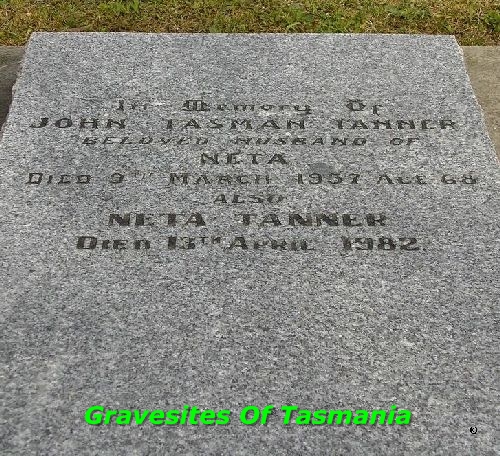 In Memory Of
JOHN TASMAN TANNER
BELOVED HUSBAND OF
NETA
DIED 9TH MARCH 1957 AGE 68
ALSO
NETA TANNER
DIED 13TH APRIL 1982.
Gravesites Of Tasmania
©